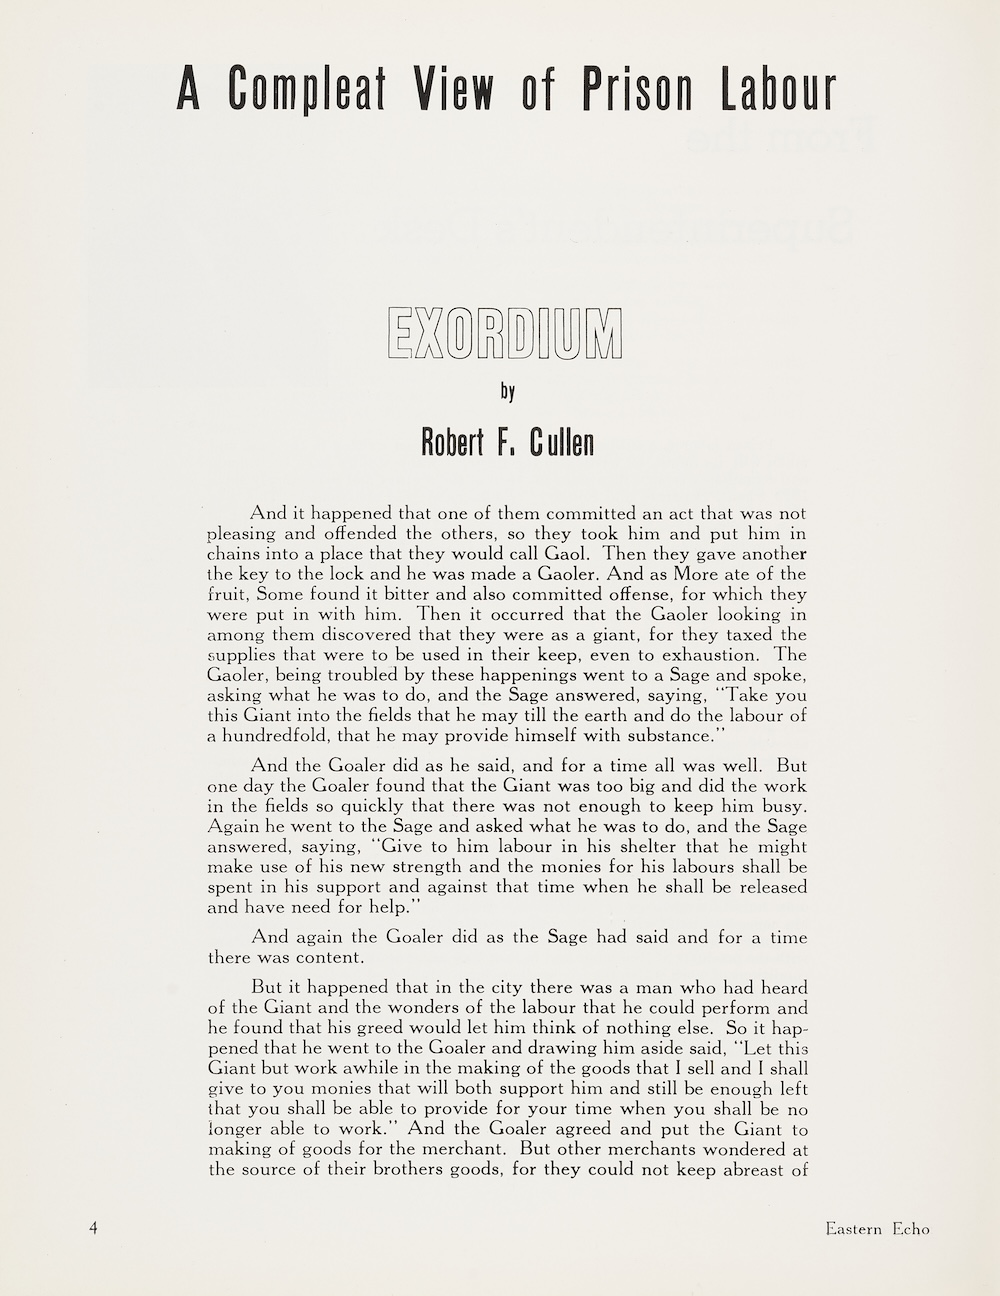 A Compleat View of Prison Labour
EXORDIUM
by
Robert F. Cullen
And it happened that one of them committed an act that was not
pleasing and offended the others, so they took him and put him in
chains into a place that they would call Gaol. Then they gave another
the key to the lock and he was made a Gaoler. And as More ate of the
fruit, Some found it bitter and also committed offense, for which they
were put in with him. Then it occurred that the Gaoler looking in
among them discovered that they were as a giant, for they taxed the
supplies that were to be used in their keep, even to exhaustion. The
Gaoler, being troubled by these happenings went to a Sage and spoke,
asking what he was to do, and the Sage answered, saying, "Take you
this Giant into the fields that he may till the earth and do the labour of
a hundredfold, that he may provide himself with substance."
And the Goaler did as he said, and for a time all was well. But
one day the Goaler found that the Giant was too big and did the work
in the fields so quickly that there was not enough to keep him busy.
Again he went to the Sage and asked what he was to do, and the Sage
answered, saying, "Give to him labour in his shelter that he might
make use of his new strength and the monies for his labours shall be
spent in his support and against that time when he shall be released
and have need for help."
And again the Goaler did as the Sage had said and for a time
there was content.
But it happened that in the city there was a man who had heard
of the Giant and the wonders of the labour that he could perform and
he found that his greed would let him think of nothing else. So it hap-
pened that he went to the Goaler and drawing him aside said, "Let this
Giant but work awhile in the making of the goods that I sell and I shall
give to you monies that will both support him and still be enough left
that you shall be able to provide for your time when you shall be no
longer able to work." And the Goaler agreed and put the Giant to
making of goods for the merchant. But other merchants wondered at
the source of their brothers goods, for they could not keep abreast of
4
Eastern Echo